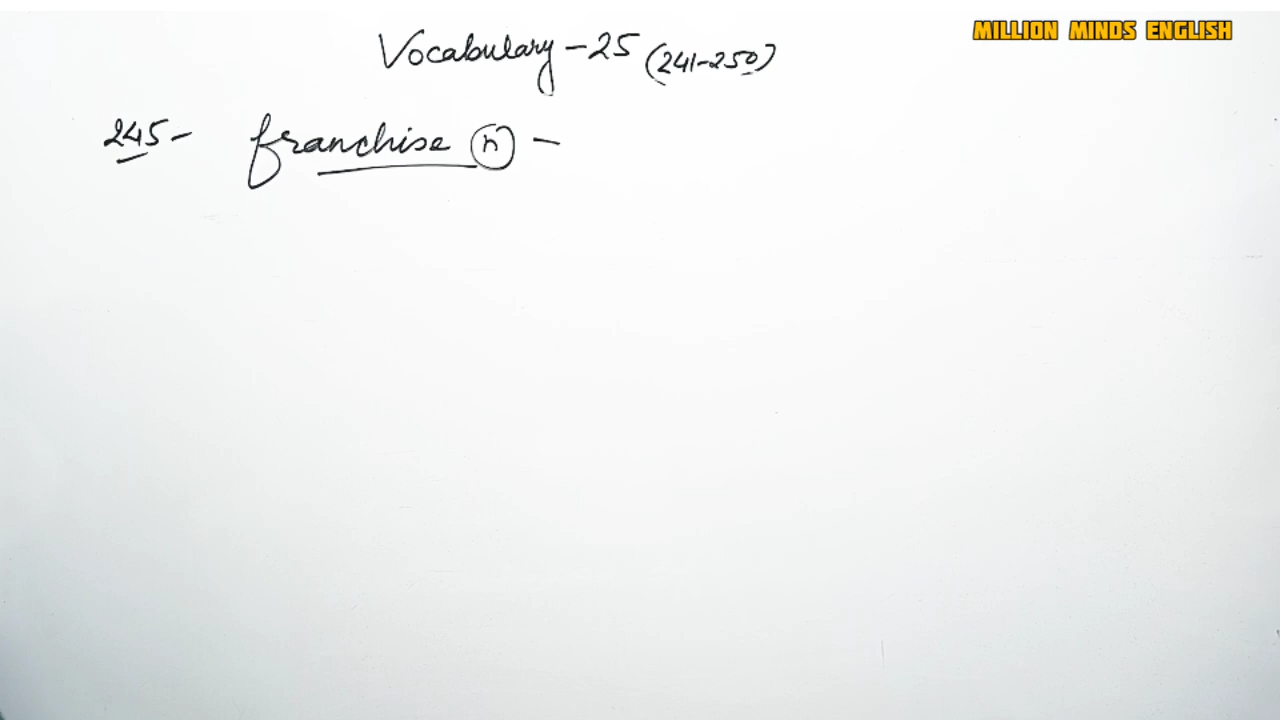 MILLION MINDS ENGLISH
Vocabulary - 25 (241-250)
245- franchise (n) -